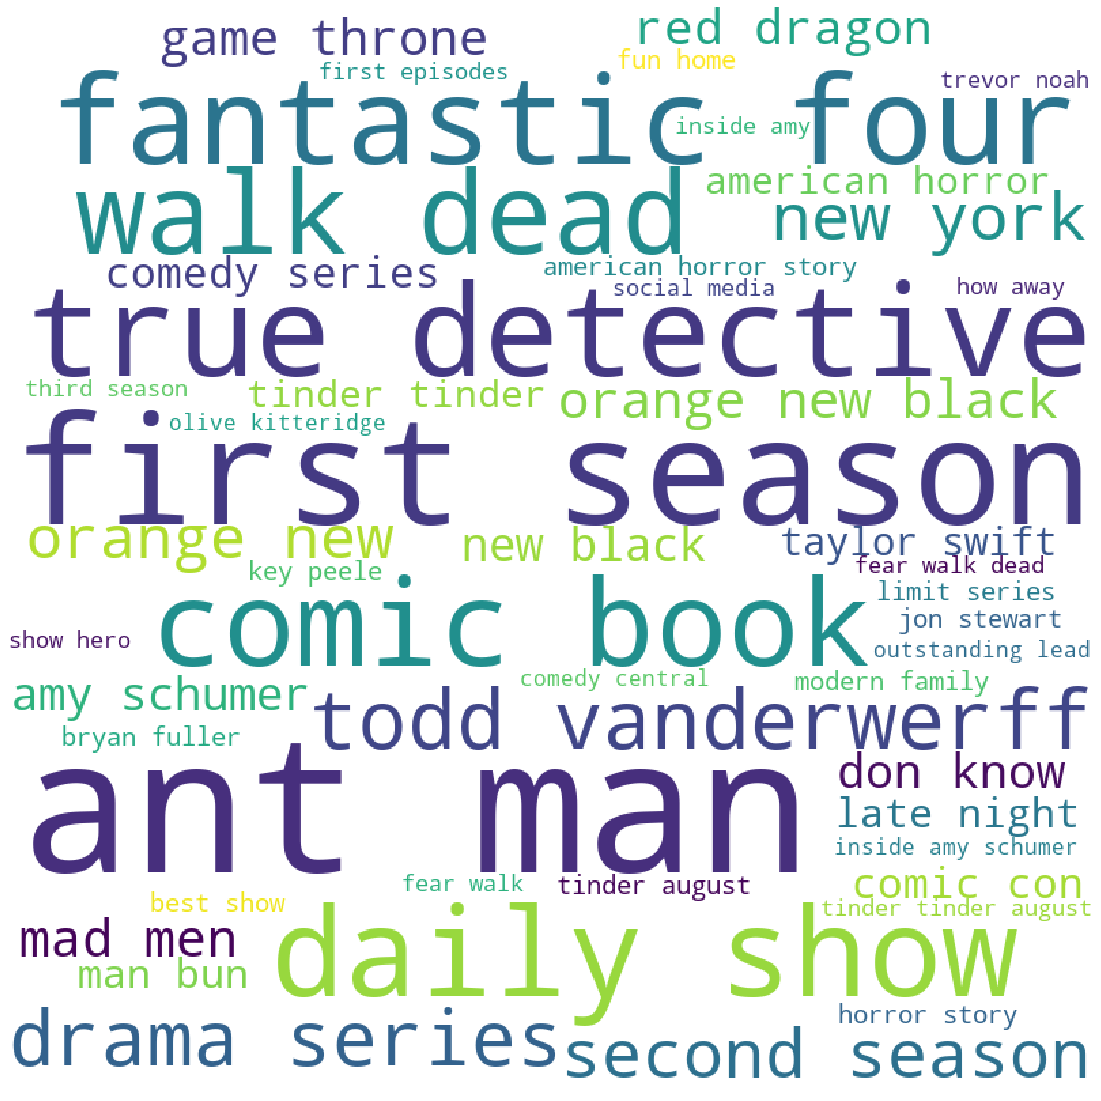 game throne
red dragon
first episodes
fun home
trevor noah
fantastic four
inside amy
walk dead
american horror
new york
comedy series
american horror story
social media
how away
true detective
third season
tinder tinder
orange new black
olive kitteridge
first season
orange new
new black
taylor swift
key peele
fear walk dead
limit series
comic book
jon stewart
show hero
outstanding lead
amy schumer
comedy central
modern family
todd vanderwerff
bryan fuller
ant man
don know
late night
inside amy schumer
fear walk
tinder august
comic con
best show
tinder tinder august
mad men
daily show
man bun
drama series
horror story
second season